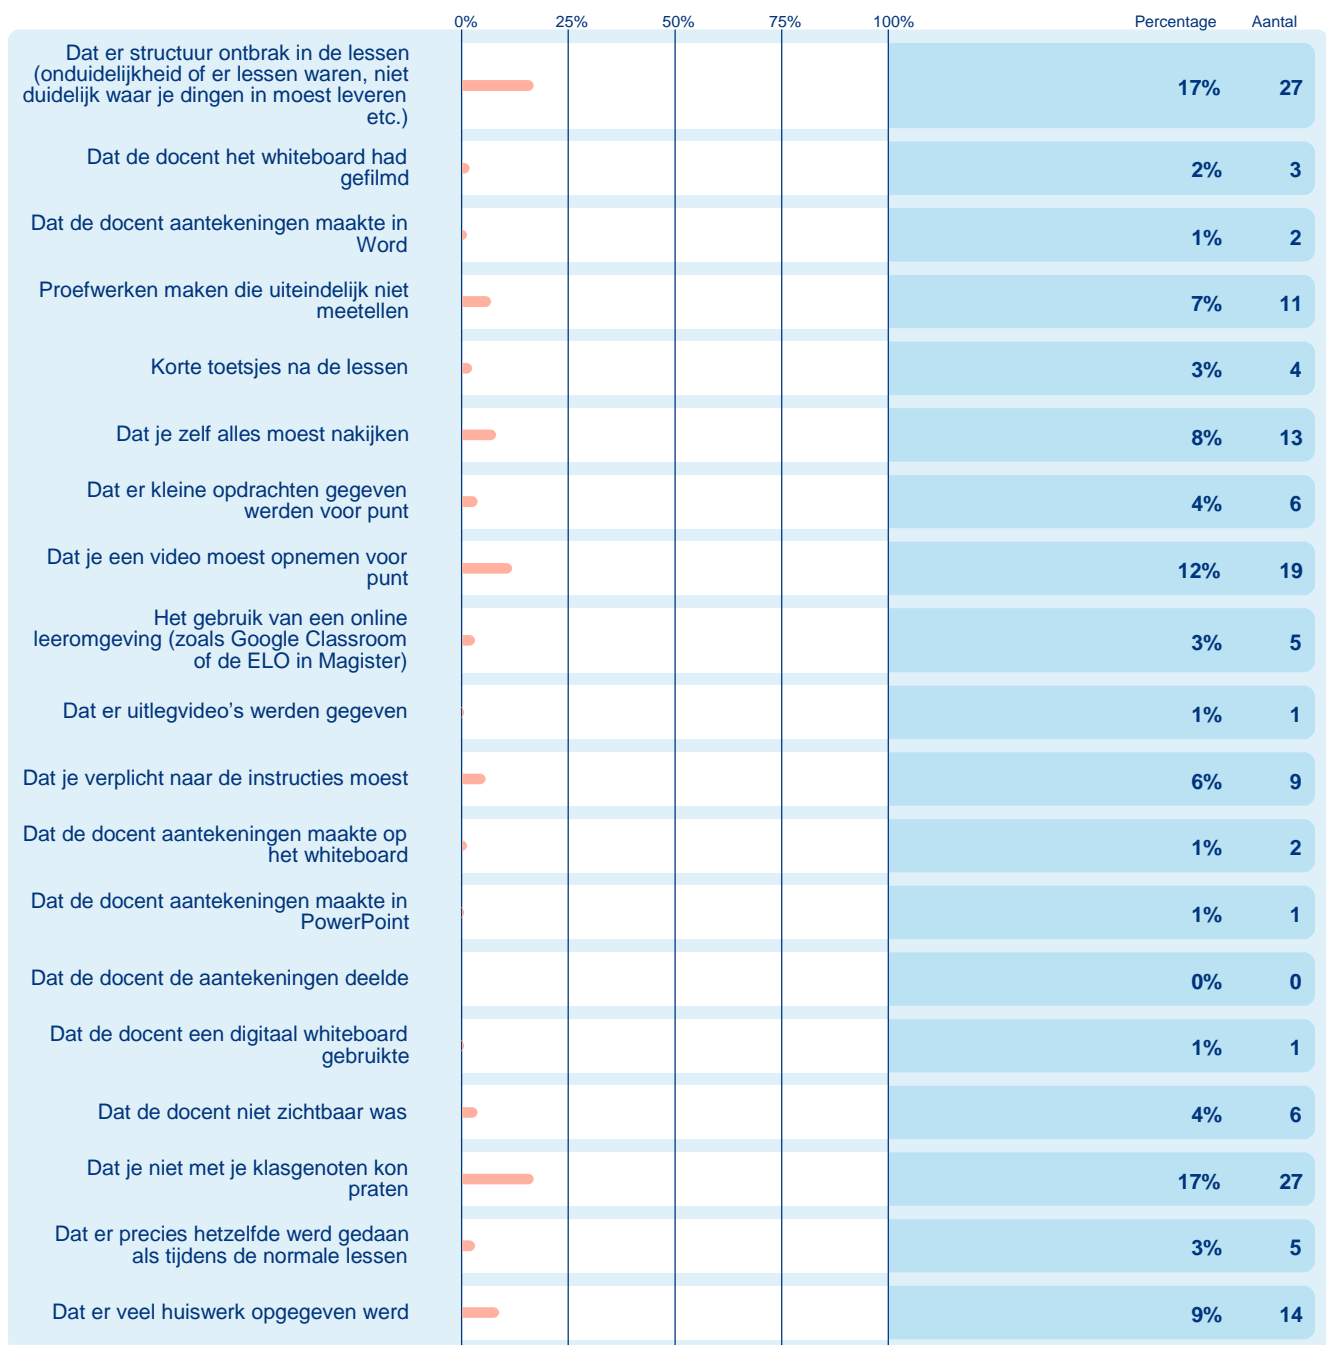 0% 25% 50% 75% 100% Percentage Aantal
Dat er structuur ontbrak in de lessen
(onduidelijkheid of er lessen waren, niet
duidelijk waar je dingen in moest leveren
etc.)
17% 27
Dat de docent het whiteboard had
gefilmd
2% 3
Dat de docent aantekeningen maakte in
Word
1% 2
Proefwerken maken die uiteindelijk niet
meetellen
7% 11
Korte toetsjes na de lessen
3% 4
Dat je zelf alles moest nakijken
8% 13
Dat er kleine opdrachten gegeven
werden voor punt
4% 6
Dat je een video moest opnemen voor
punt
12% 19
Het gebruik van een online
leeromgeving (zoals Google Classroom
of de ELO in Magister)
3% 5
Dat er uitlegvideo’s werden gegeven
1% 1
Dat je verplicht naar de instructies moest
6% 9
Dat de docent aantekeningen maakte op
het whiteboard
1% 2
Dat de docent aantekeningen maakte in
PowerPoint
1% 1
Dat de docent de aantekeningen deelde
0% 0
Dat de docent een digitaal whiteboard
gebruikte
1% 1
Dat de docent niet zichtbaar was
4% 6
Dat je niet met je klasgenoten kon
praten
17% 27
Dat er precies hetzelfde werd gedaan
als tijdens de normale lessen
3% 5
Dat er veel huiswerk opgegeven werd
9% 14